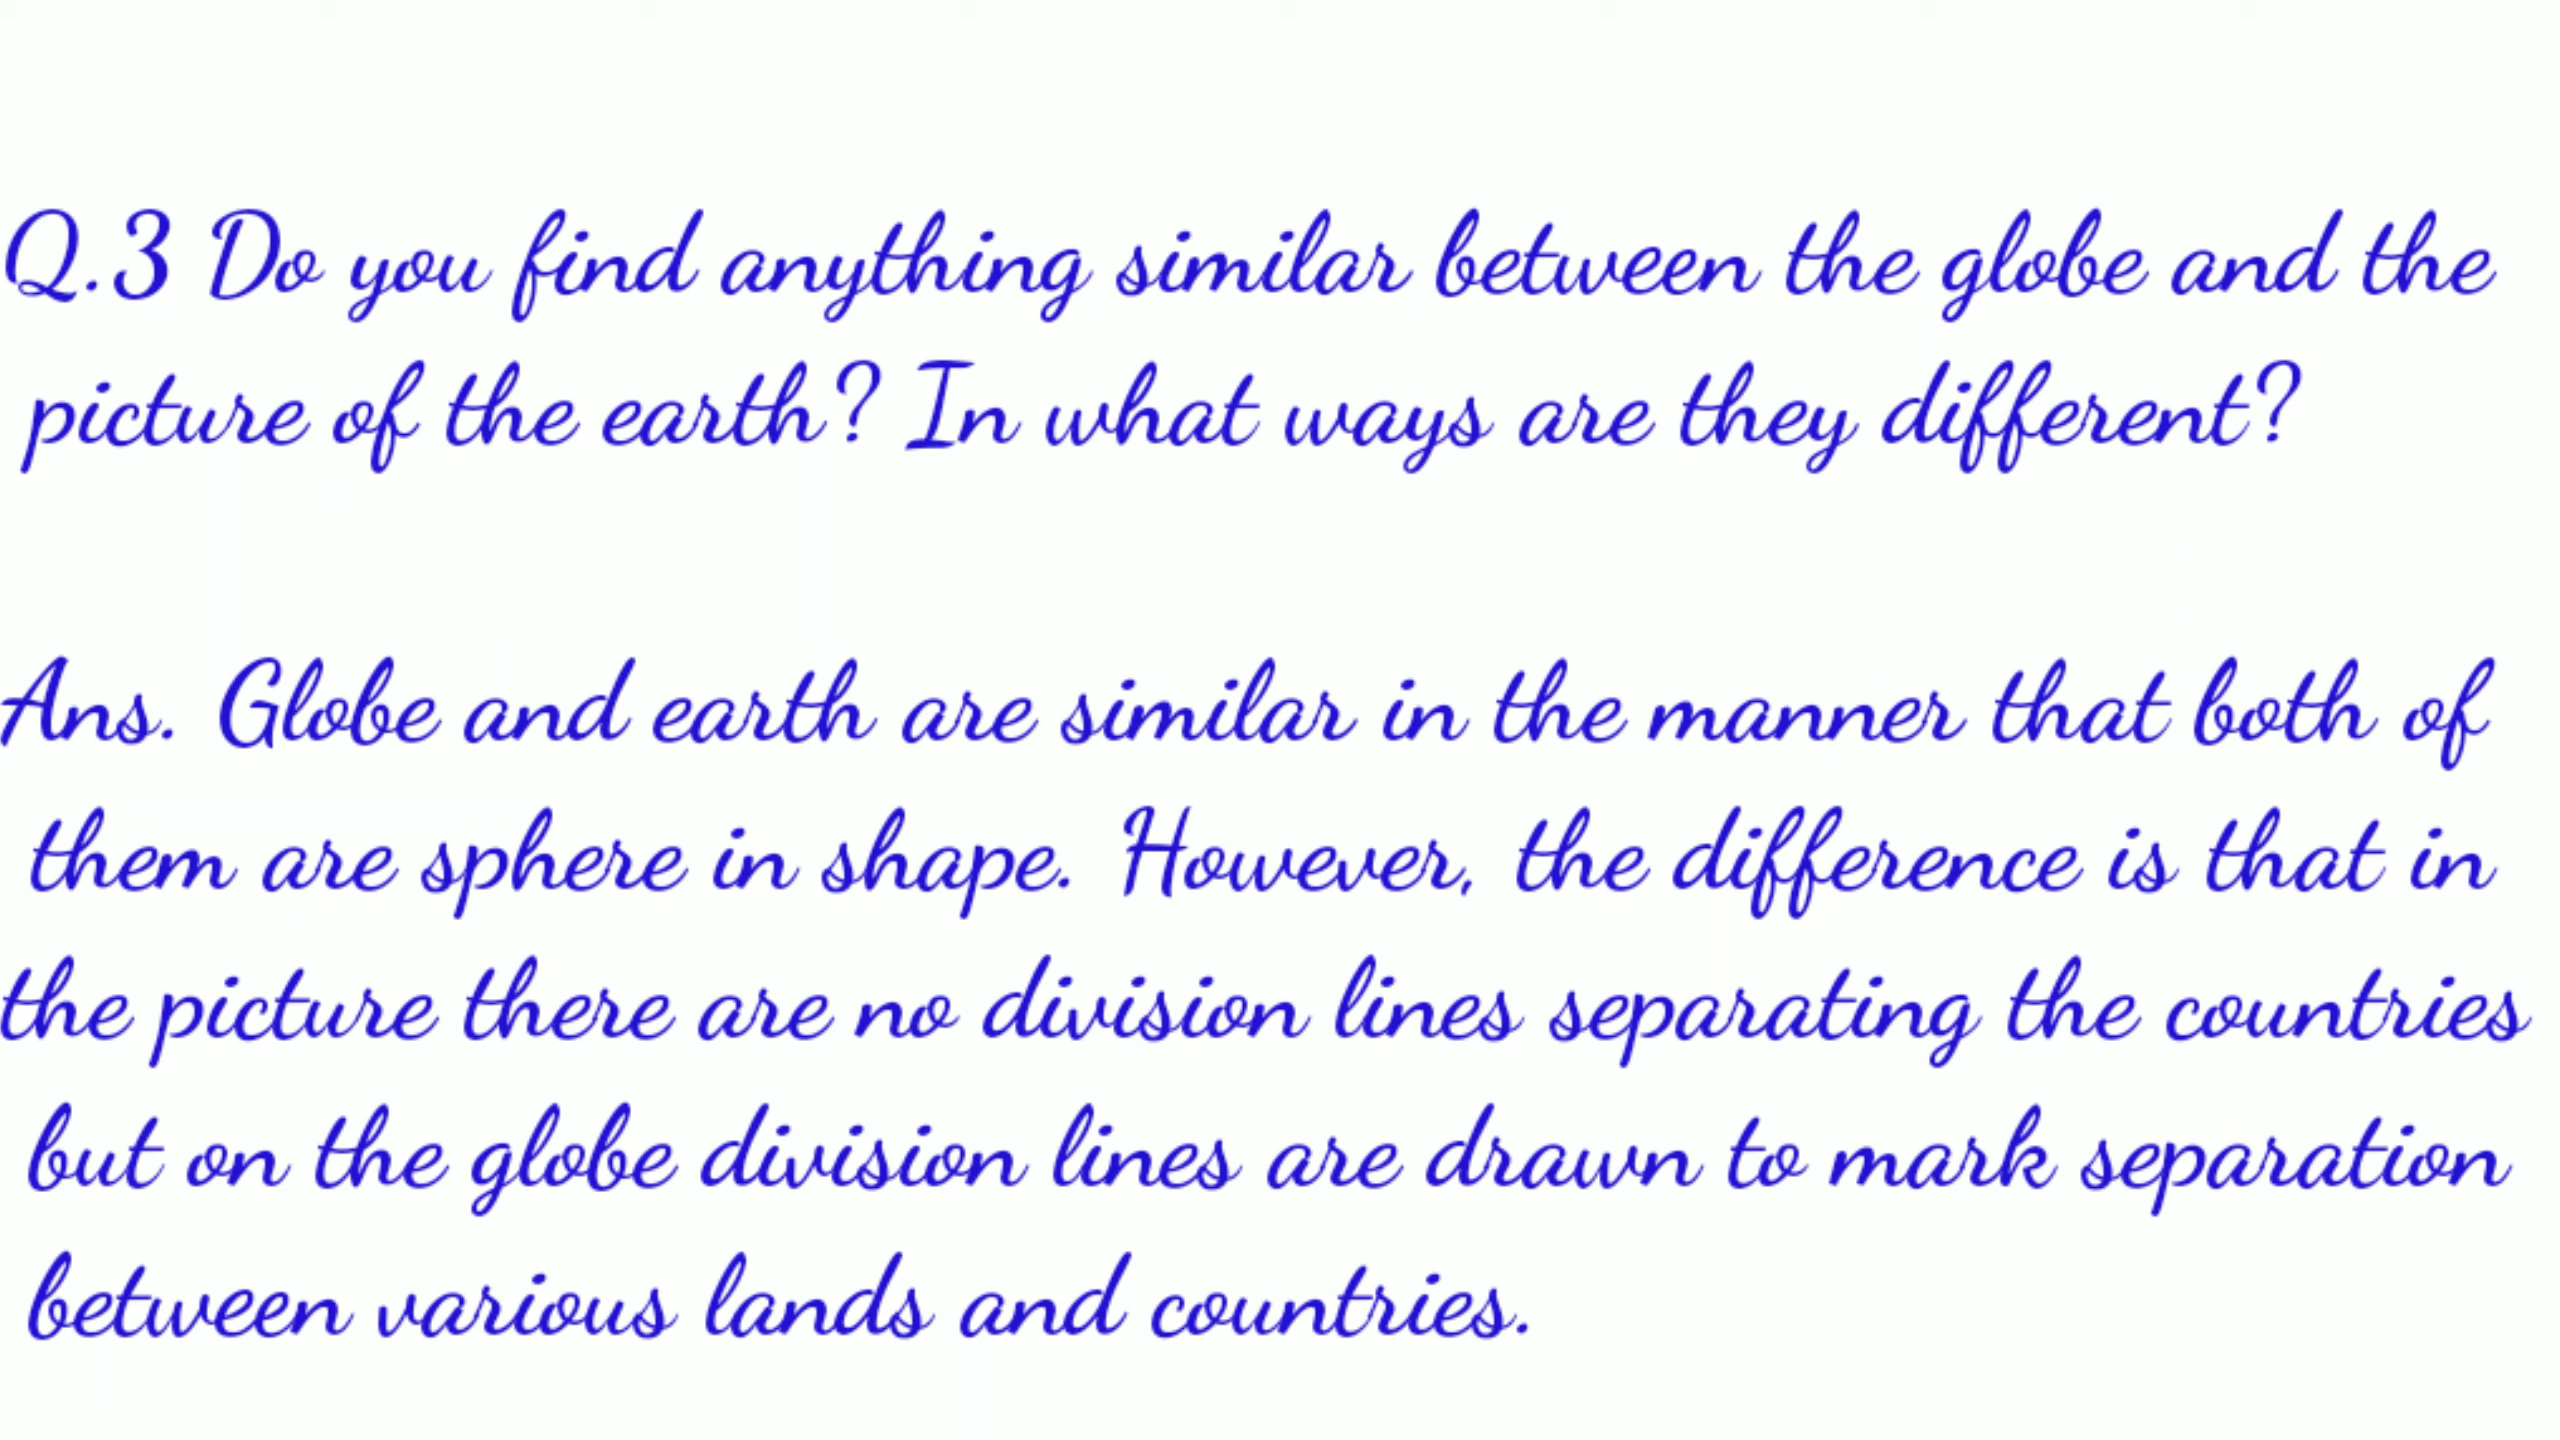 Q.3 Do you find anything similar between the globe and the
picture of the earth? In what ways are they different?
Ans. Globe and earth are similar in the manner that both of
them are sphere in shape. However, the difference is that in
the picture there are no division lines separating the countries
but on the globe division lines are drawn to mark separation
between various lands and countries.